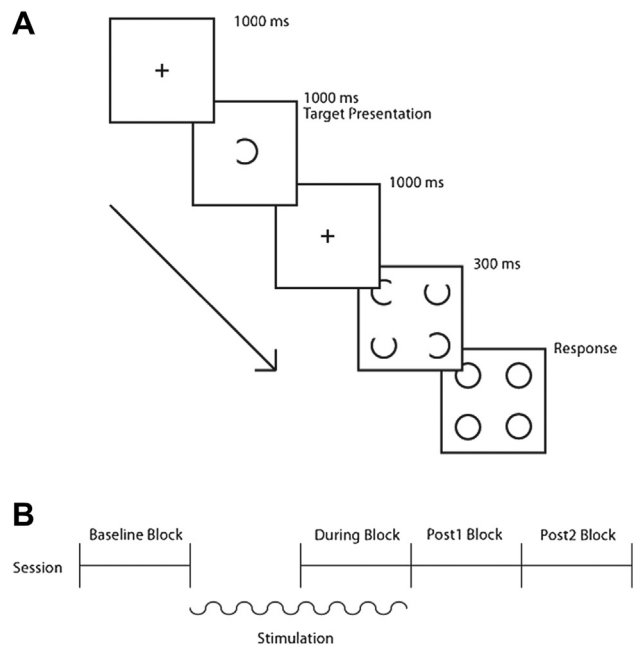 A
1000 ms
1000 ms
Target Presentation
1000 ms
300 ms
Response
B
Baseline Block
During Block
Post1 Block
Post2 Block
Session
Stimulation